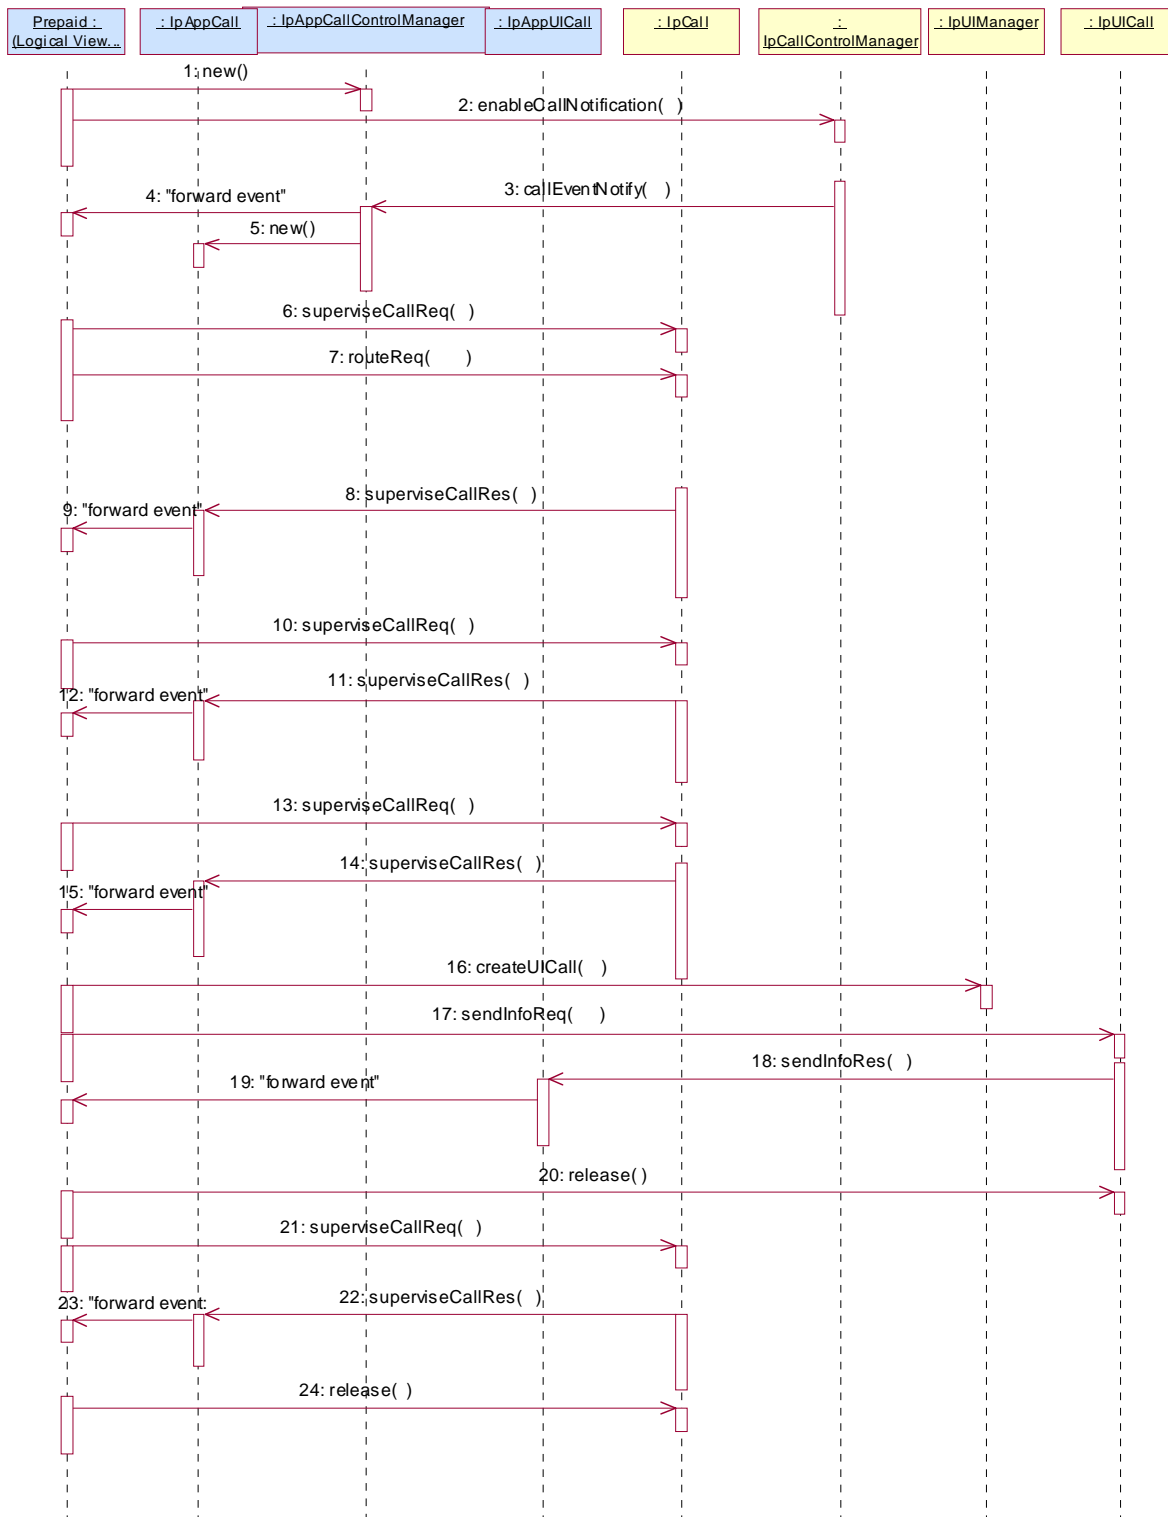 Prepaid :
(Logical View...
: IpAppCall
: IpAppCallControlManager
: IpAppUICall
: IpCall
:
IpCallControlManager
: IpUIManager
: IpUICall
1: new()
2: enableCallNotification( )
3: callEventNotify( )
4: "forward event"
5: new()
6: superviseCallReq( )
7: routeReq( )
8: superviseCallRes( )
9: "forward event"
10: superviseCallReq( )
11: superviseCallRes( )
12: "forward event"
13: superviseCallReq( )
14: superviseCallRes( )
15: "forward event"
16: createUICall( )
17: sendInfoReq( )
18: sendInfoRes( )
19: "forward event"
20: release( )
21: superviseCallReq( )
22: superviseCallRes( )
23: "forward event:
24: release( )